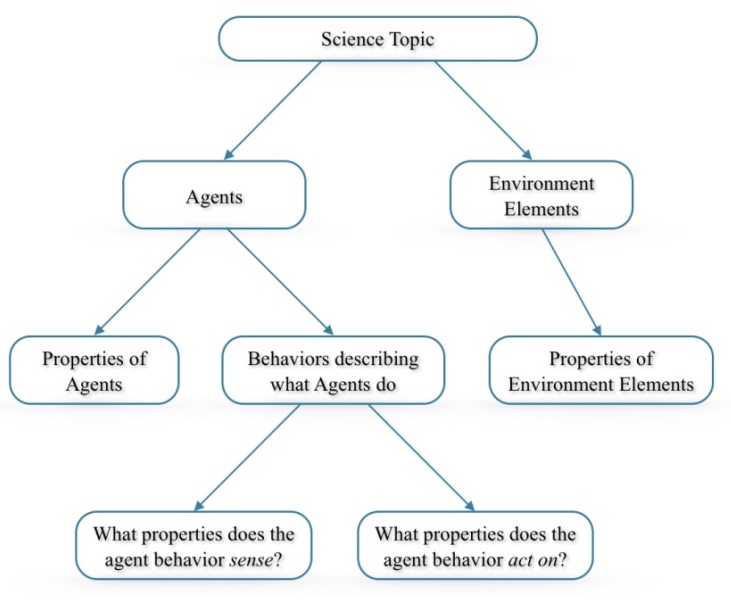 Science Topic
Agents
Environment
Elements
Properties of
Agents
Behaviors describing
what Agents do
Properties of
Environment Elements
What properties does the
agent behavior sense?
What properties does the
agent behavior act on?